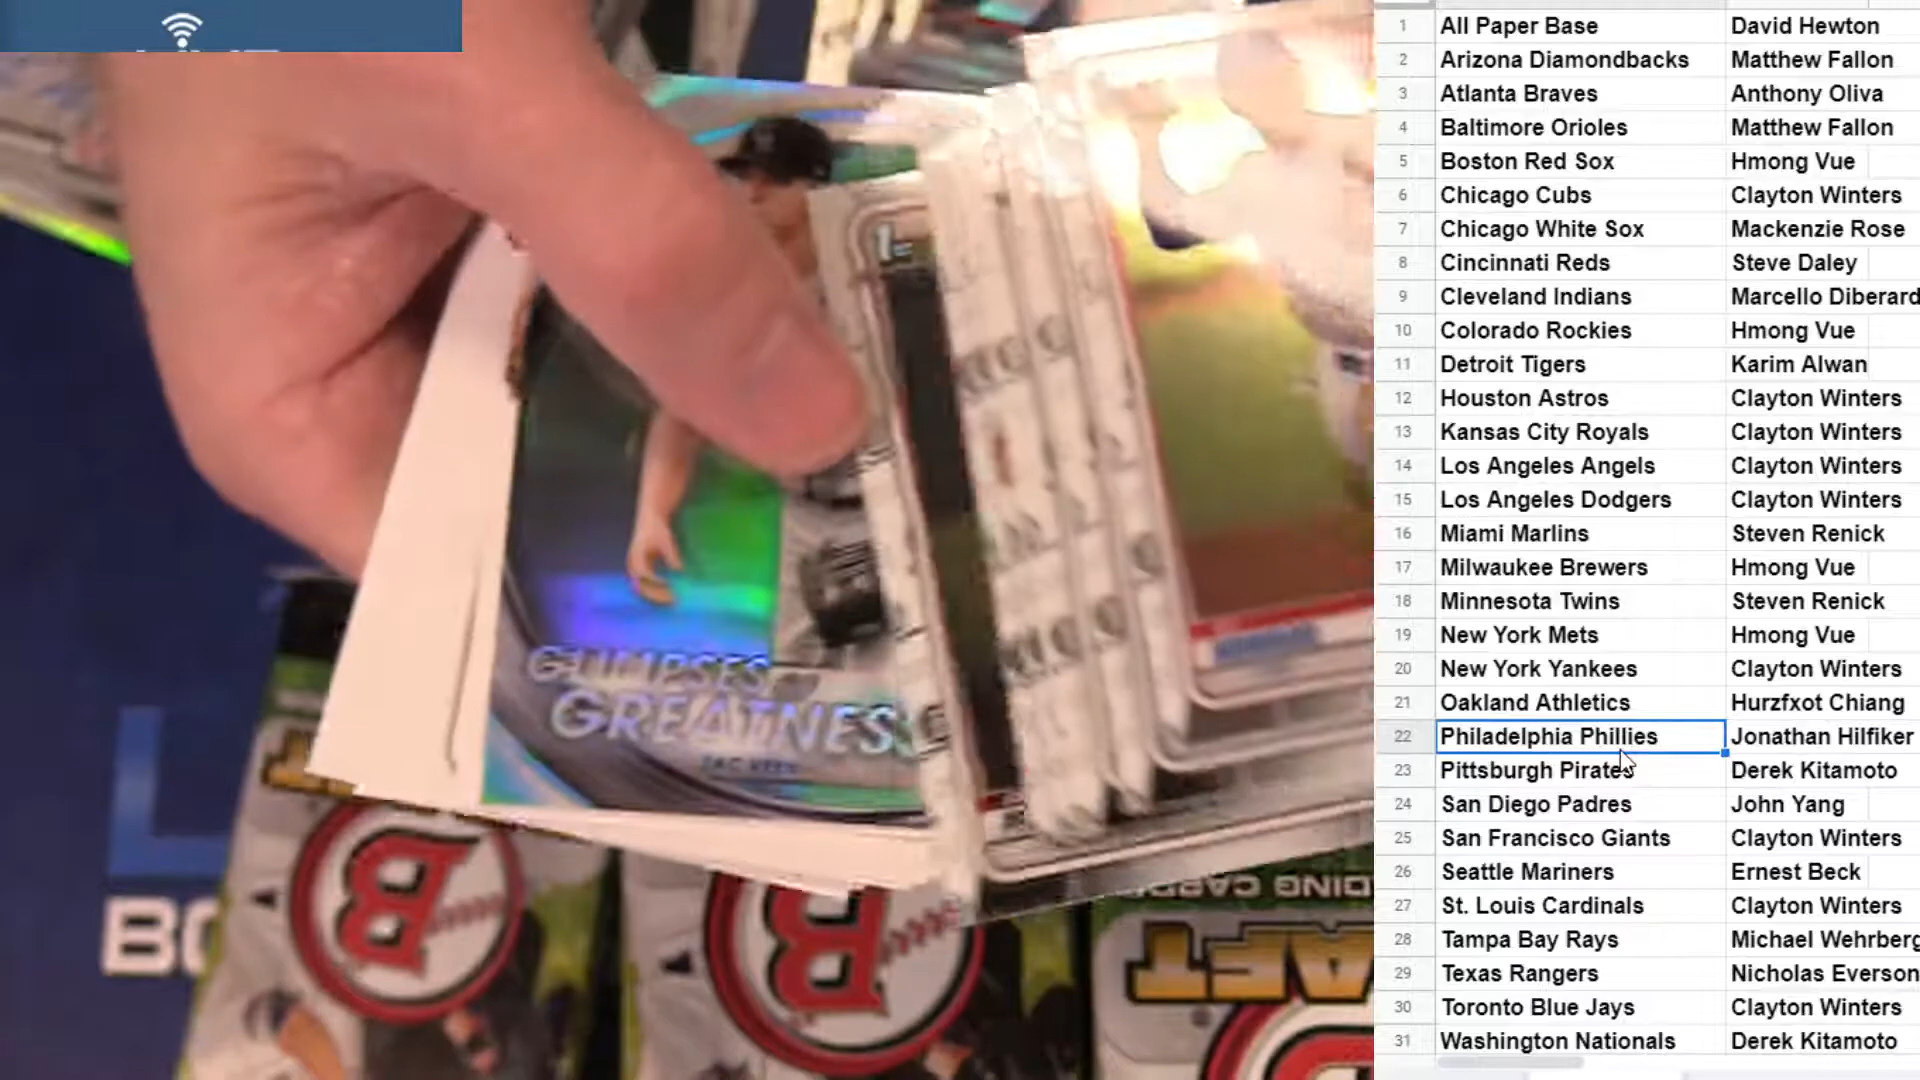 1 All Paper Base David Hewton
2 Arizona Diamondbacks Matthew Fallon
3 Atlanta Braves Anthony Oliva
4 Baltimore Orioles Matthew Fallon
5 Boston Red Sox Hmong Vue
6 Chicago Cubs Clayton Winters
7 Chicago White Sox Mackenzie Rose
8 Cincinnati Reds Steve Daley
9 Cleveland Indians Marcello Diberard
10 Colorado Rockies Hmong Vue
11 Detroit Tigers Karim Alwan
12 Houston Astros Clayton Winters
13 Kansas City Royals Clayton Winters
14 Los Angeles Angels Clayton Winters
15 Los Angeles Dodgers Clayton Winters
16 Miami Marlins Steven Renick
17 Milwaukee Brewers Hmong Vue
18 Minnesota Twins Steven Renick
19 New York Mets Hmong Vue
20 New York Yankees Clayton Winters
21 Oakland Athletics Hurzfxot Chiang
22 Philadelphia Phillies Jonathan Hilfiker
23 Pittsburgh Pirates Derek Kitamoto
24 San Diego Padres John Yang
25 San Francisco Giants Clayton Winters
26 Seattle Mariners Ernest Beck
27 St. Louis Cardinals Clayton Winters
28 Tampa Bay Rays Michael Wehrberg
29 Texas Rangers Nicholas Everson
30 Toronto Blue Jays Clayton Winters
31 Washington Nationals Derek Kitamoto
GLIMPSES
GREATNESS
ZAC VEEN
B
B